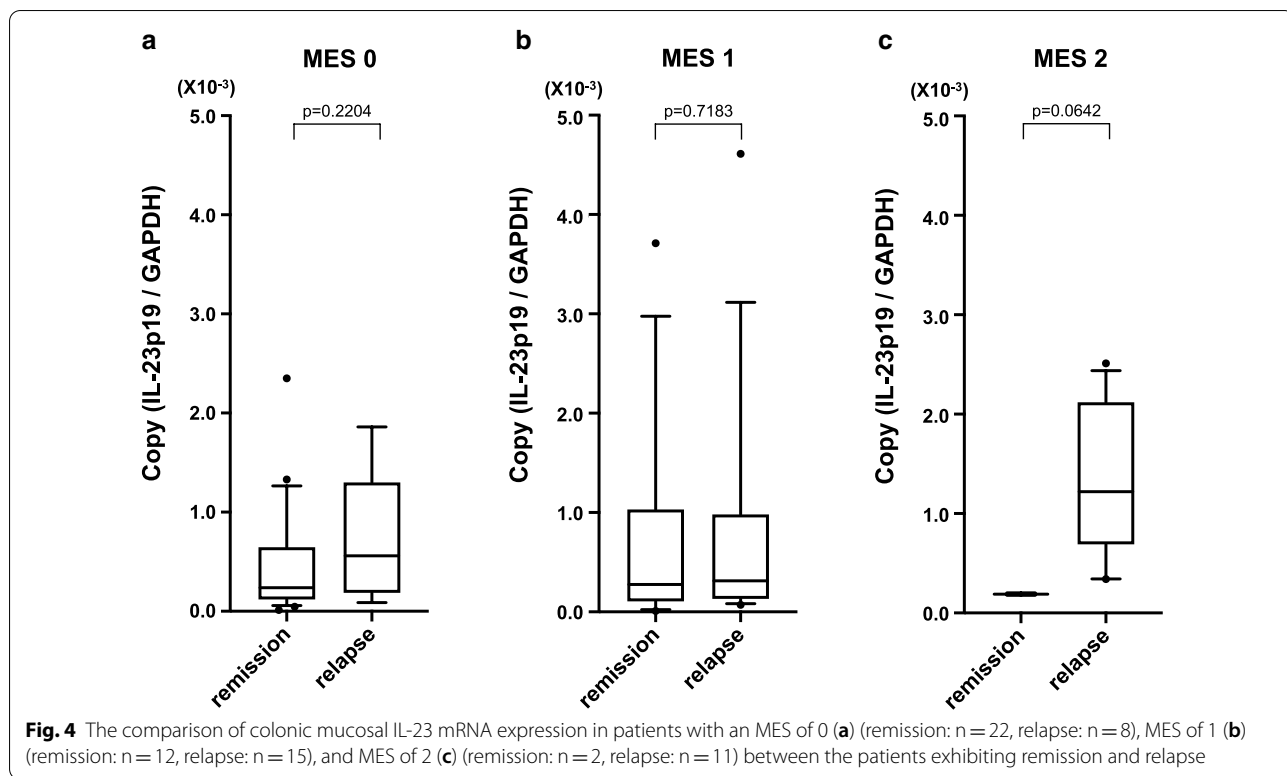 a
MES 0
(X10⁻³)
5.0
4.0
3.0
2.0
1.0
0.0
Copy (IL-23p19 / GAPDH)
p=0.2204
remission
relapse
b
MES 1
(X10⁻³)
5.0
4.0
3.0
2.0
1.0
0.0
Copy (IL-23p19 / GAPDH)
p=0.7183
remission
relapse
c
MES 2
(X10⁻³)
5.0
4.0
3.0
2.0
1.0
0.0
Copy (IL-23p19 / GAPDH)
p=0.0642
remission
relapse
Fig. 4 The comparison of colonic mucosal IL-23 mRNA expression in patients with an MES of 0 (a) (remission: n = 22, relapse: n = 8), MES of 1 (b)
(remission: n = 12, relapse: n = 15), and MES of 2 (c) (remission: n = 2, relapse: n = 11) between the patients exhibiting remission and relapse